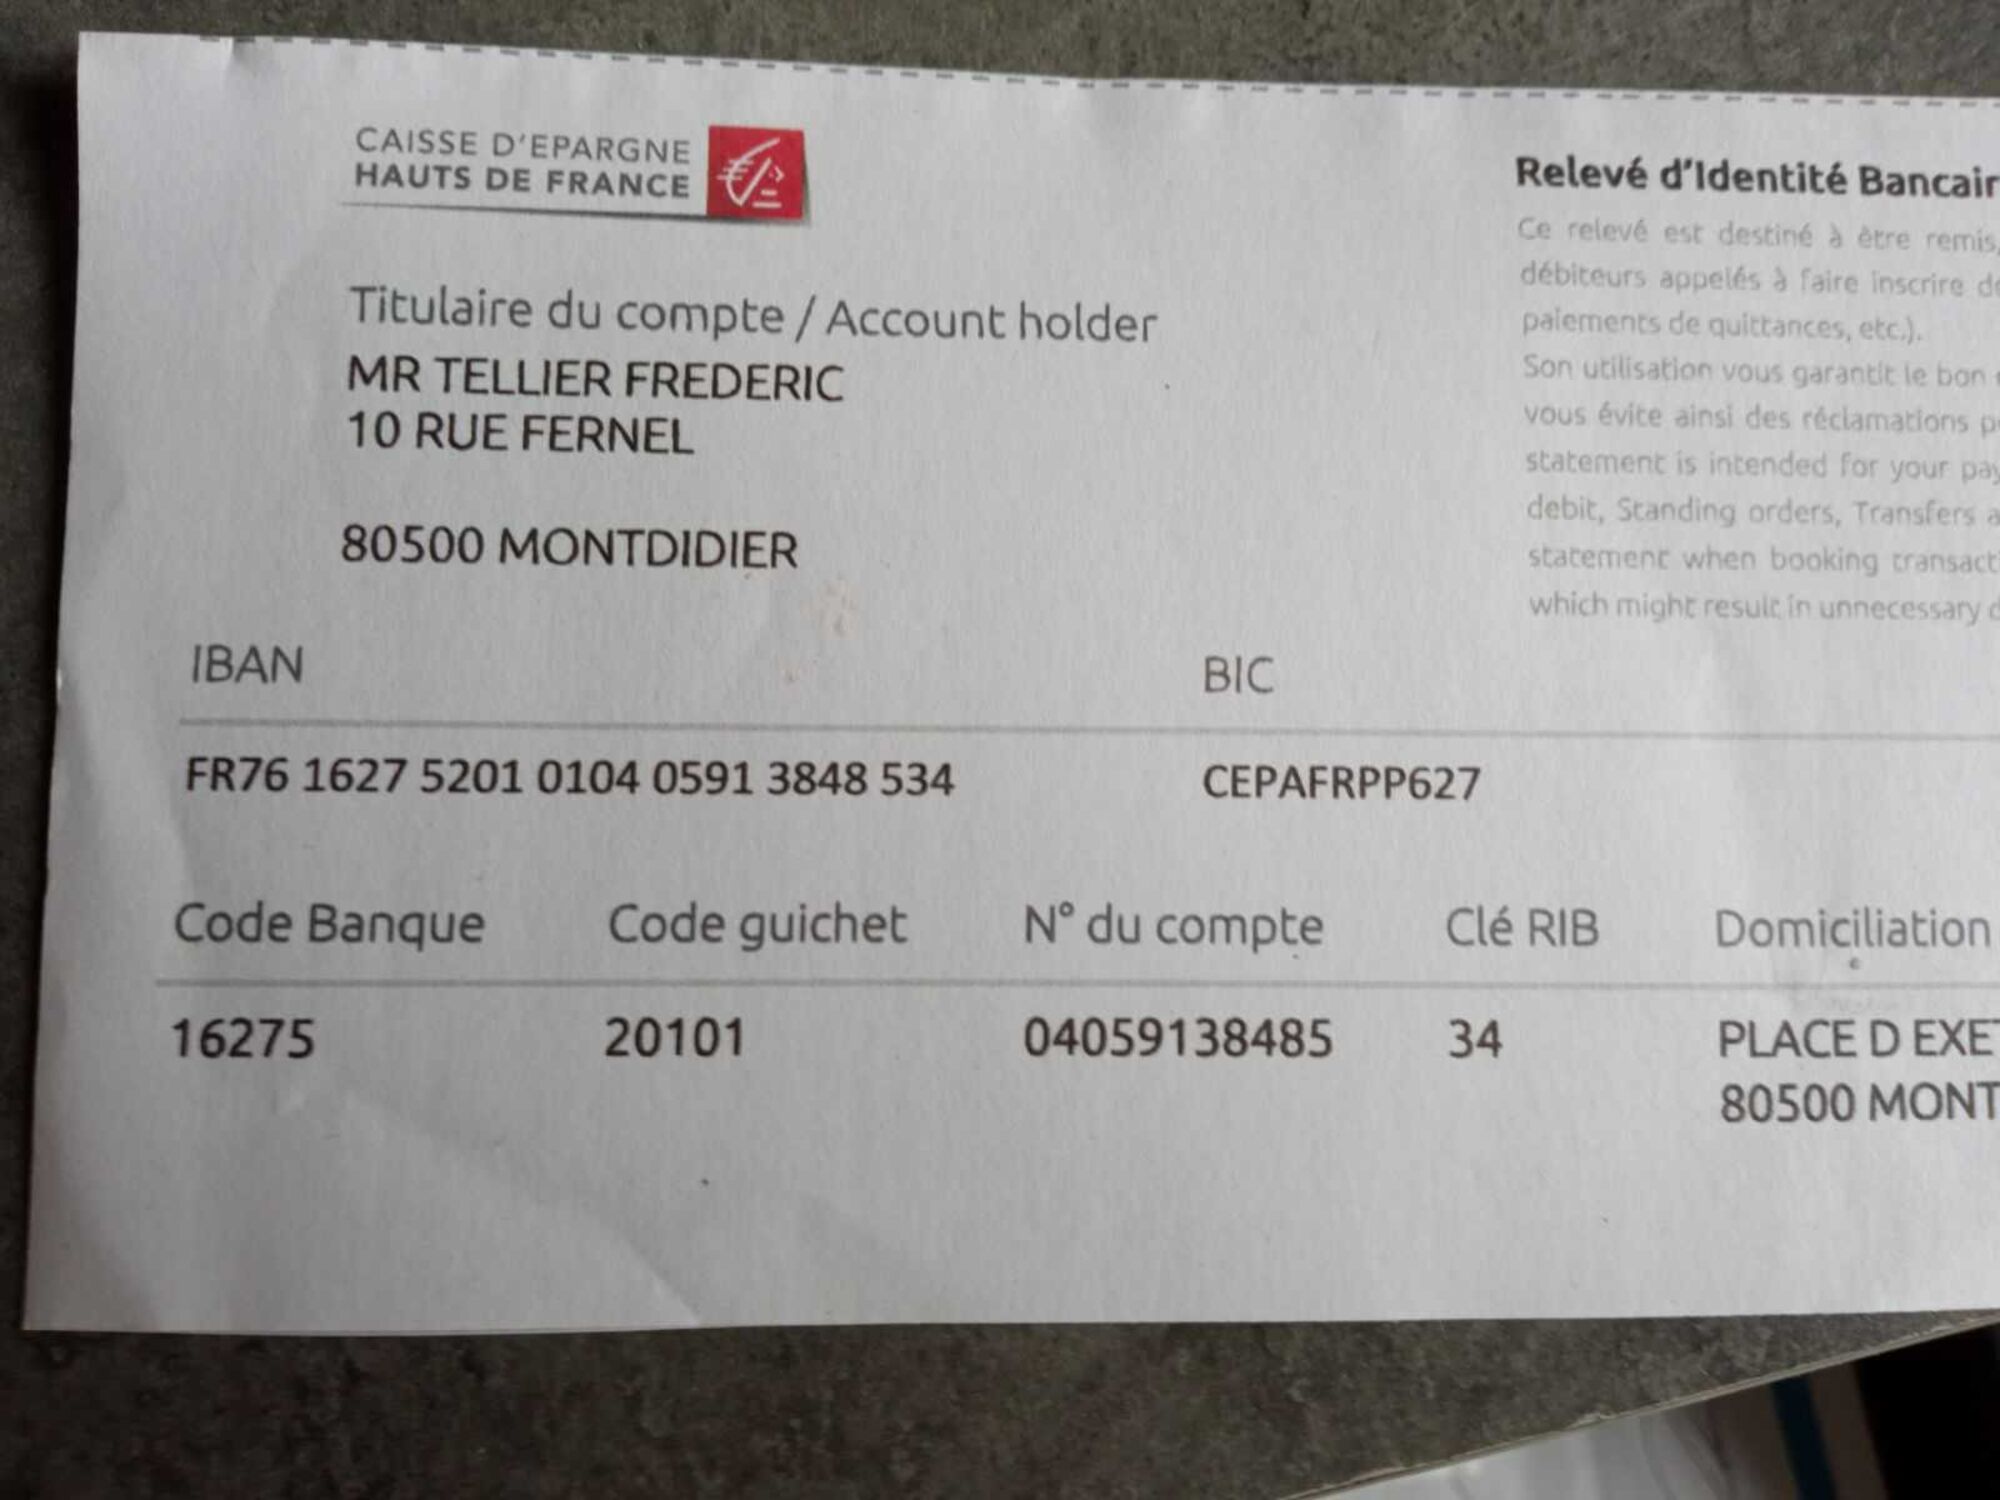 CAISSE D'EPARGNE
HAUTS DE FRANCE
Relevé d'Identité Bancair
Ce relevé est destiné à être remis,
débiteurs appelés à faire inscrire
paiements de quittances, etc.).
Son utilisation vous garantit le bon
vous évite ainsi des réclamations
statement is intended for your pay
debit, Standing orders, Transfers a
statement when booking transact
which might result in unnecessary
Titulaire du compte / Account holder
MR TELLIER FREDERIC
10 RUE FERNEL
80500 MONTDIDIER
IBAN BIC
FR76 1627 5201 0104 0591 3848 534 CEPAFRPP627
Code Banque Code guichet N° du compte Clé RIB Domiciliation
16275 20101 04059138485 34 PLACE D EXE
80500 MONT